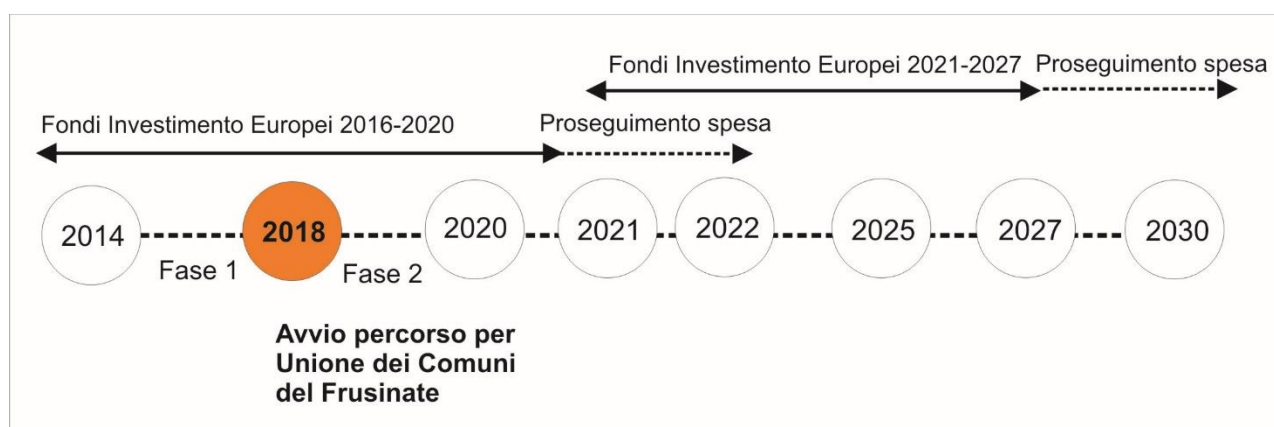 Fondi Investimento Europei 2021-2027
Proseguimento spesa
Fondi Investimento Europei 2016-2020
Proseguimento spesa
2014
2018
2020
2021
2022
2025
2027
2030
Fase 1
Fase 2
Avvio percorso per
Unione dei Comuni
del Frusinate